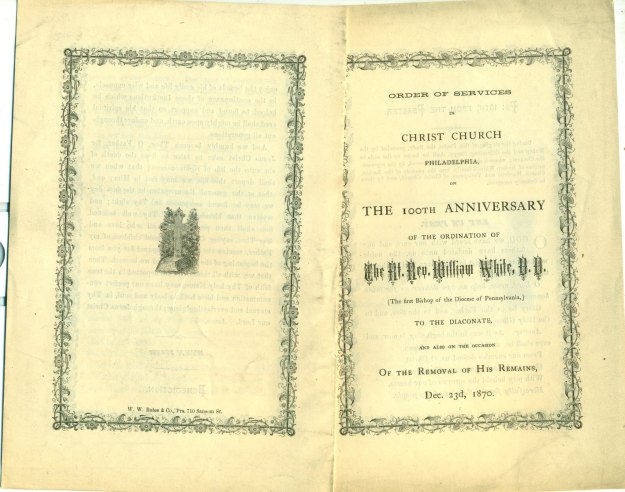 ORDER OF SERVICES
IN
CHRIST CHURCH
PHILADELPHIA,
ON
THE 100TH ANNIVERSARY
OF THE ORDINATION OF
The Rt. Rev. William White, D. D.
(The first Bishop of the Diocese of Pennsylvania,)
TO THE DIACONATE,
AND ALSO ON THE OCCASION
OF THE REMOVAL OF HIS REMAINS,
Dec. 23d, 1870.
W. W. Bates & Co., Prs. 710 Sansom St.